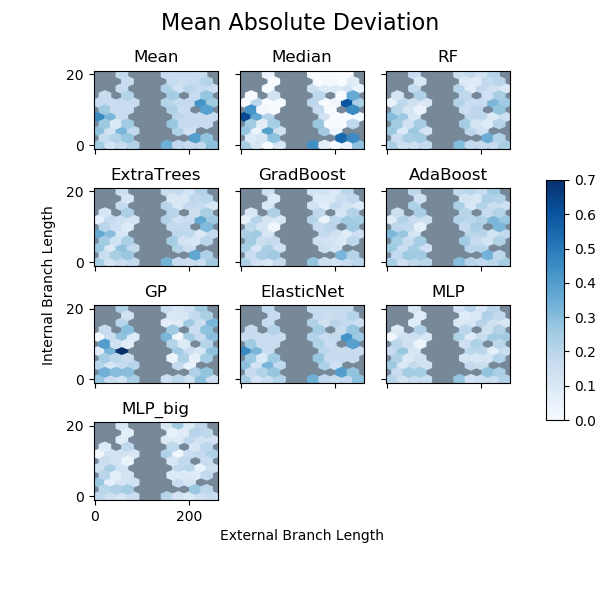 Mean Absolute Deviation
Mean Median RF
20
0
ExtraTrees GradBoost AdaBoost
20
0
GP ElasticNet MLP
20
0
MLP_big
20
0
0 200
Internal Branch Length
External Branch Length
0.7
0.6
0.5
0.4
0.3
0.2
0.1
0.0